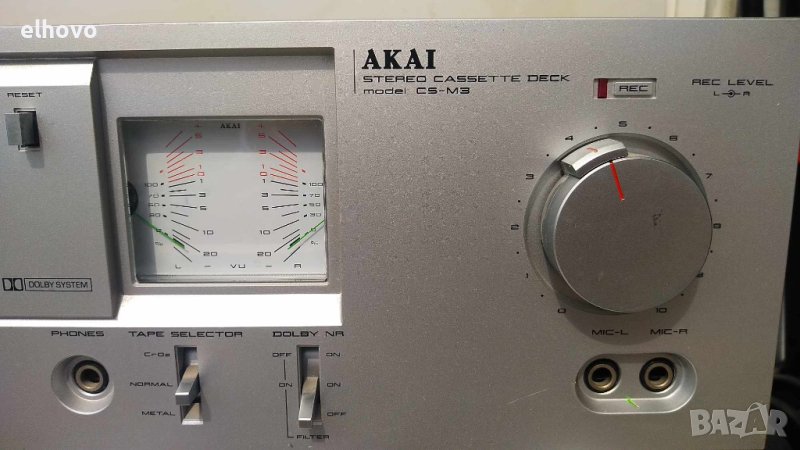 elhovo
AKAI
STEREO CASSETTE DECK
model CS-M3
REC
REC LEVEL
L R
RESET
AKAI
4 4
5 5
3 3
1 1
0 0
100 1 1 100
70 3 3 70
50 5 5 50
30 30
10 10
20 20
L - VU - R
DOLBY SYSTEM
0 2 3 4 5 6 7 8 9 10
PHONES
TAPE SELECTOR
DOLBY NR
CrO2
NORMAL
METAL
OFF ON
ON ON
OFF
FILTER
MIC-L MIC-R
BAZAR